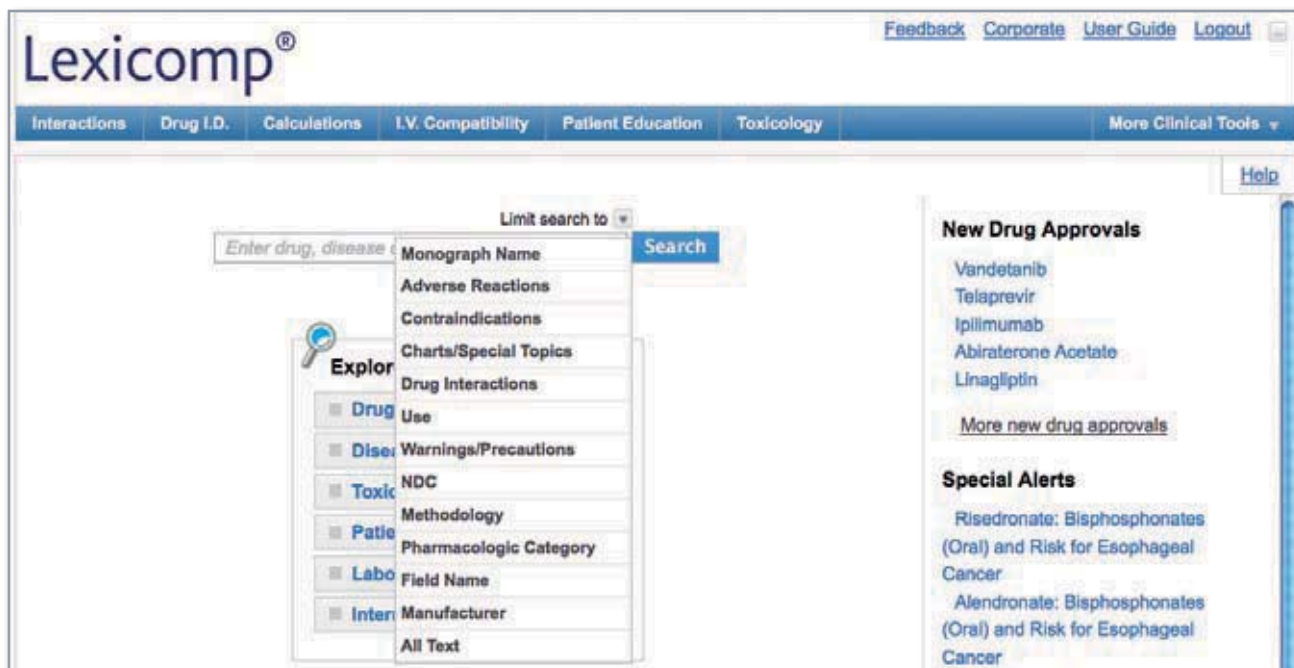 Feedback Corporate User Guide Logout
Lexicomp®
Interactions Drug I.D. Calculations I.V. Compatibility Patient Education Toxicology More Clinical Tools
Help
Limit search to
Enter drug, disease
Search
Monograph Name
Adverse Reactions
Contraindications
Charts/Special Topics
Drug Interactions
Use
Warnings/Precautions
NDC
Methodology
Pharmacologic Category
Field Name
Manufacturer
All Text
Explor
Drug
Disea
Toxic
Patie
Labo
Inter
New Drug Approvals
Vandetanib
Telaprevir
Ipilimumab
Abiraterone Acetate
Linagliptin
More new drug approvals
Special Alerts
Risedronate: Bisphosphonates
(Oral) and Risk for Esophageal
Cancer
Alendronate: Bisphosphonates
(Oral) and Risk for Esophageal
Cancer